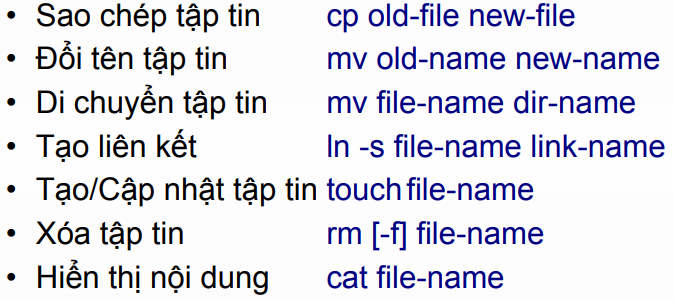 • Sao chép tập tin cp old-file new-file
• Đổi tên tập tin mv old-name new-name
• Di chuyển tập tin mv file-name dir-name
• Tạo liên kết ln -s file-name link-name
• Tạo/Cập nhật tập tin touch file-name
• Xóa tập tin rm [-f] file-name
• Hiển thị nội dung cat file-name